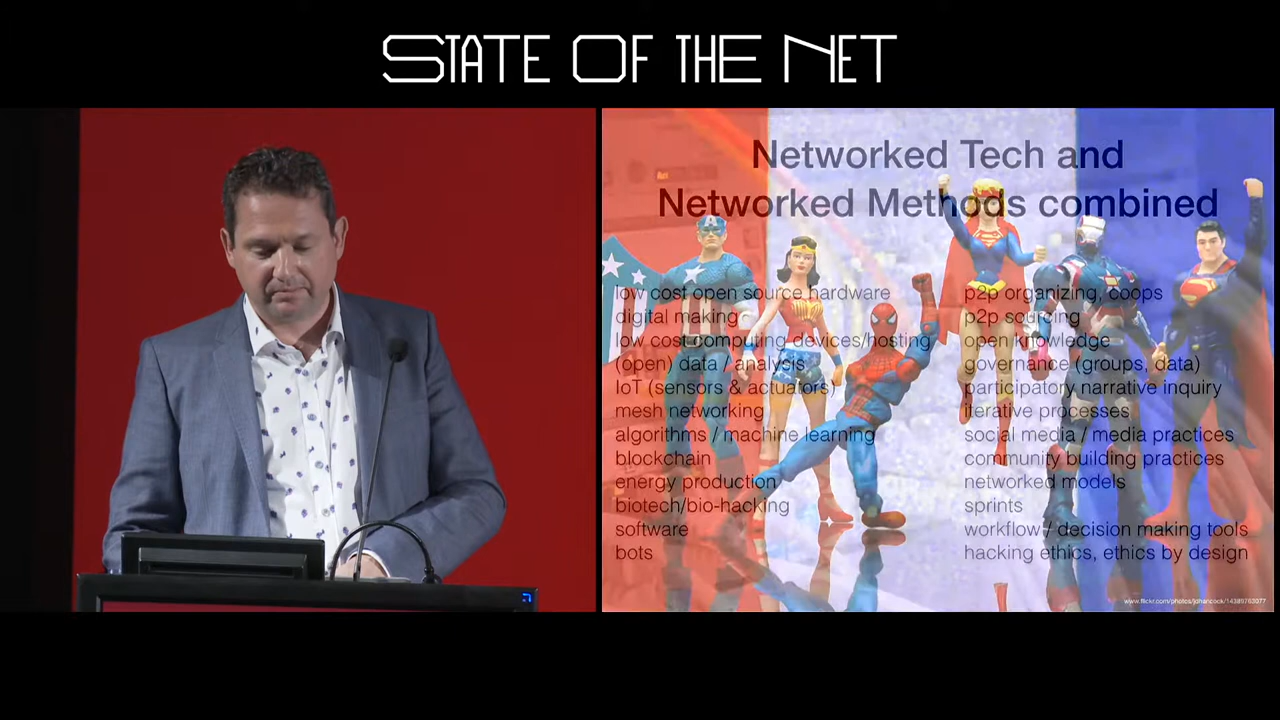 STATE OF THE NET
Networked Tech and
Networked Methods combined
low cost open source hardware
digital making
low cost computing devices/hosting
(open) data / analysis
IoT (sensors & actuators)
mesh networking
algorithms / machine learning
blockchain
energy production
biotech/bio-hacking
software
bots
p2p organizing, coops
p2p sourcing
open knowledge
governance (groups, data)
participatory narrative inquiry
iterative processes
social media / media practices
community building practices
networked models
sprints
workflow / decision making tools
hacking ethics, ethics by design